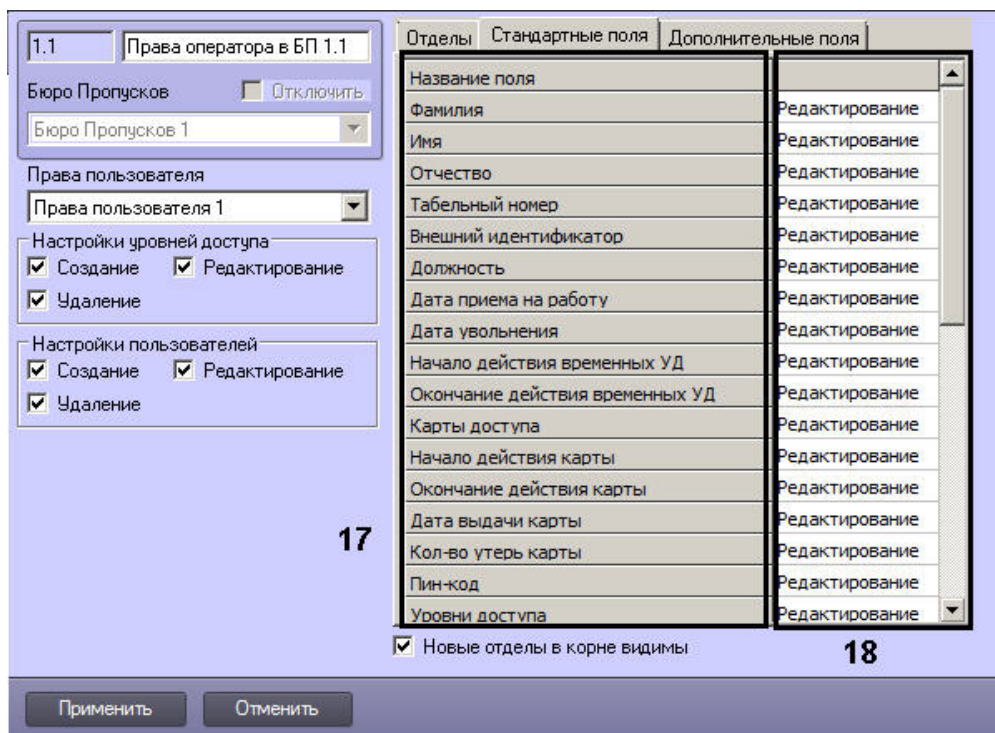 1.1
Права оператора в БП 1.1
Бюро Пропусков
Отключить
Бюро Пропусков 1
Права пользователя
Права пользователя 1
Настройки уровней доступа
Создание
Редактирование
Удаление
Настройки пользователей
Создание
Редактирование
Удаление
17
Отделы
Стандартные поля
Дополнительные поля
Название поля
Фамилия Редактирование
Имя Редактирование
Отчество Редактирование
Табельный номер Редактирование
Внешний идентификатор Редактирование
Должность Редактирование
Дата приема на работу Редактирование
Дата увольнения Редактирование
Начало действия временных УД Редактирование
Окончание действия временных УД Редактирование
Карты доступа Редактирование
Начало действия карты Редактирование
Окончание действия карты Редактирование
Дата выдачи карты Редактирование
Кол-во утерь карты Редактирование
Пин-код Редактирование
Уровни доступа Редактирование
Новые отделы в корне видимы
18
Применить
Отменить